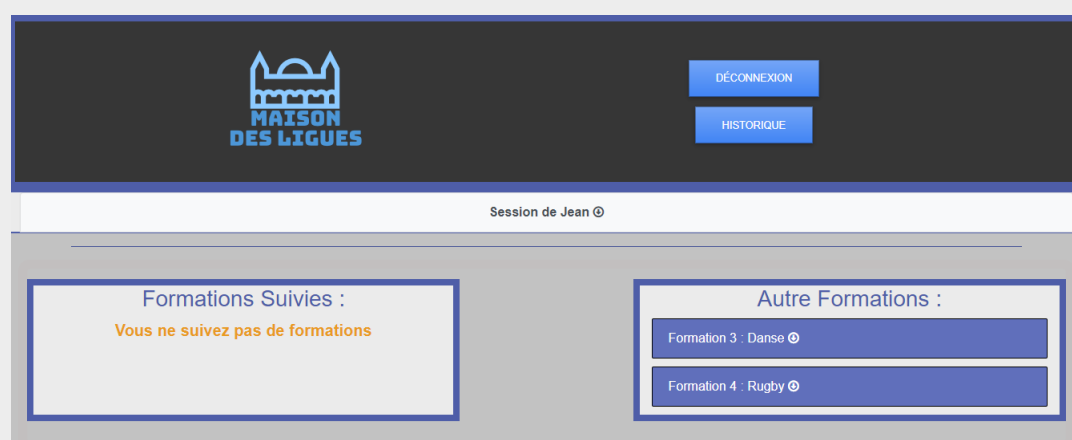 MAISON
DES LIGUES
DÉCONNEXION
HISTORIQUE
Session de Jean
Formations Suivies :
Vous ne suivez pas de formations
Autre Formations :
Formation 3 : Danse
Formation 4 : Rugby